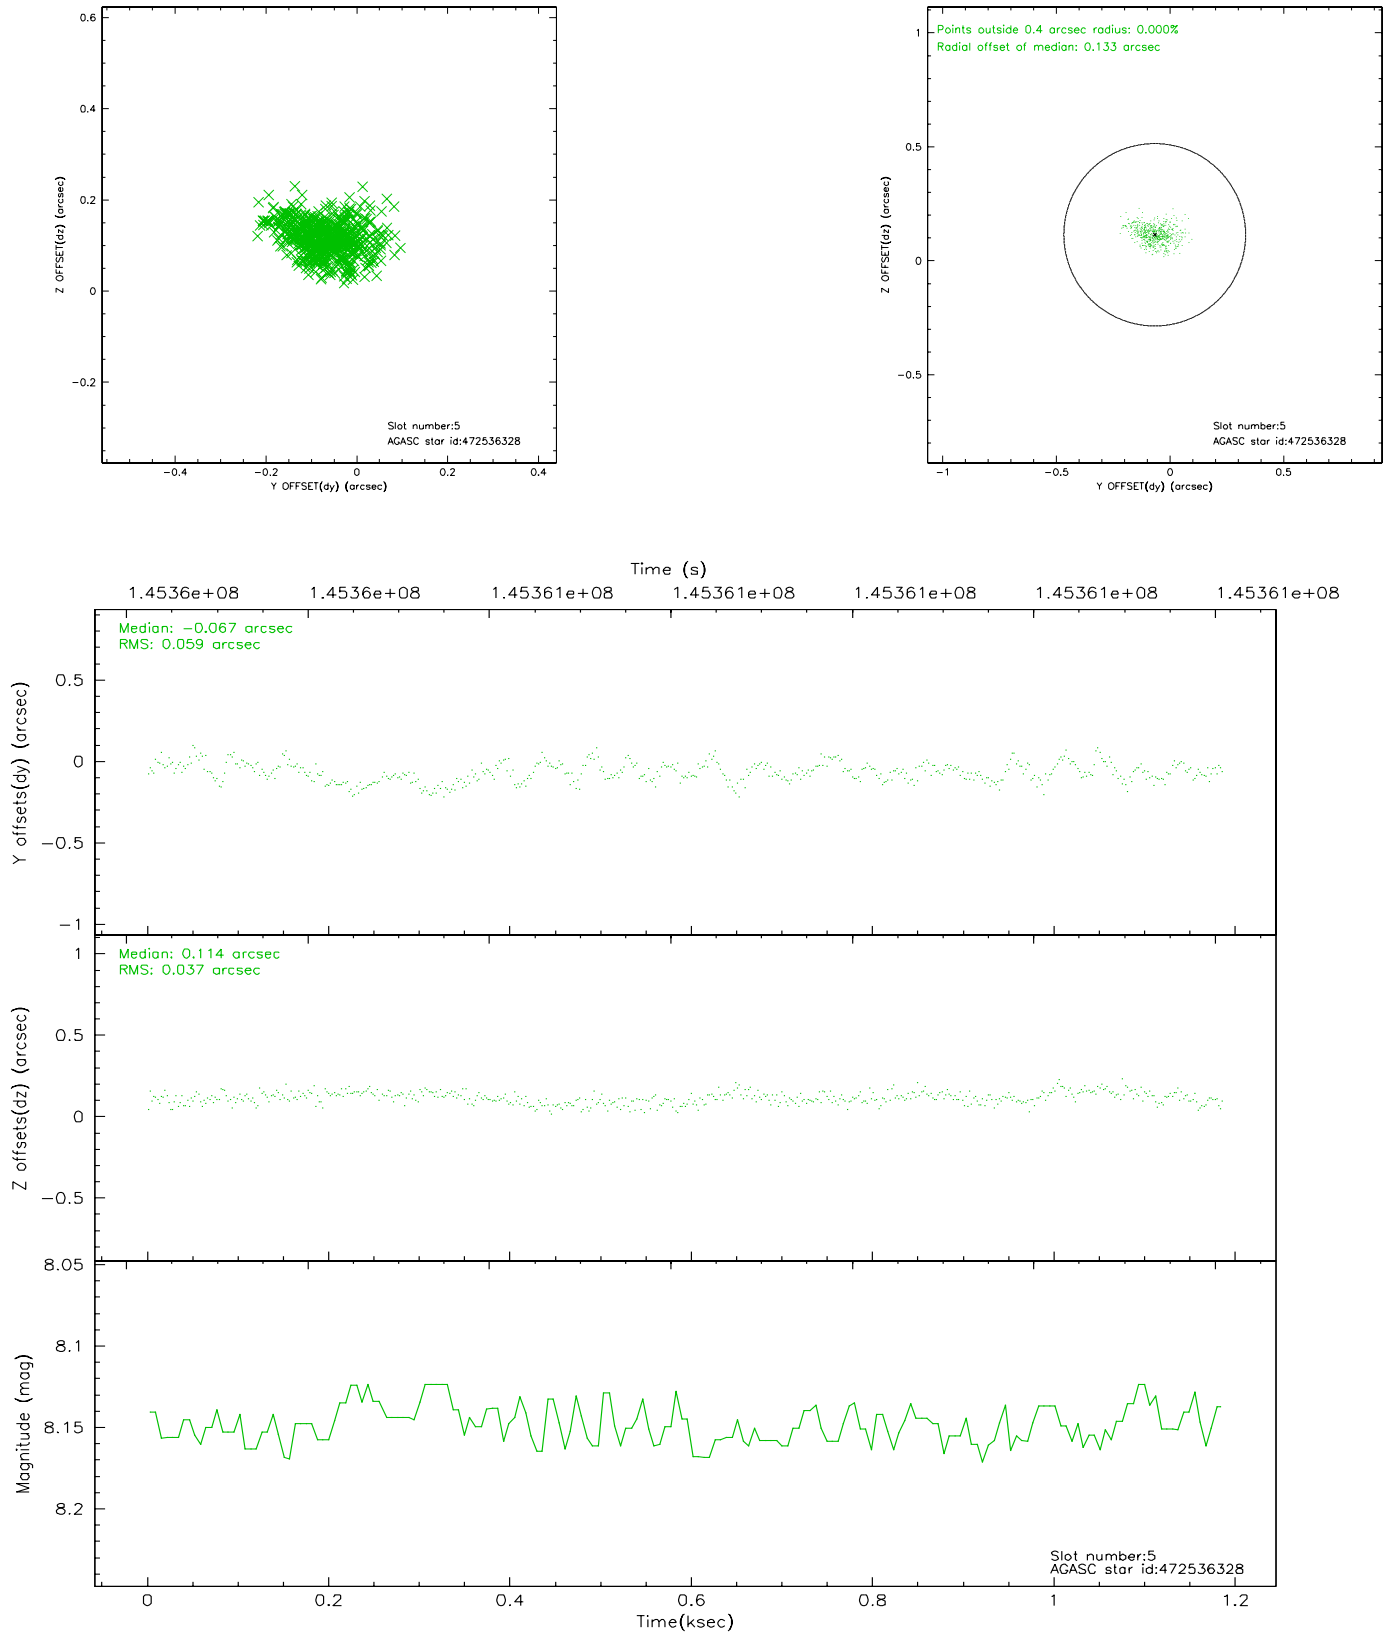 0.6
0.4
0.2
0
−0.2
Z OFFSET(dz) (arcsec)
Slot number:5
AGASC star id:472536328
−0.4 −0.2 0 0.2 0.4
Y OFFSET(dy) (arcsec)
Points outside 0.4 arcsec radius: 0.000%
Radial offset of median: 0.133 arcsec
1
0.5
0
−0.5
Z OFFSET(dz) (arcsec)
Slot number:5
AGASC star id:472536328
−1 −0.5 0 0.5
Y OFFSET(dy) (arcsec)
Time (s)
1.4536e+08 1.4536e+08 1.45361e+08 1.45361e+08 1.45361e+08 1.45361e+08 1.45361e+08
Median: −0.067 arcsec
RMS: 0.059 arcsec
0.5
0
−0.5
−1
Y offsets(dy) (arcsec)
Median: 0.114 arcsec
RMS: 0.037 arcsec
1
0.5
0
−0.5
Z offsets(dz) (arcsec)
8.05
8.1
8.15
8.2
Magnitude (mag)
Slot number:5
AGASC star id:472536328
0 0.2 0.4 0.6 0.8 1 1.2
Time(ksec)